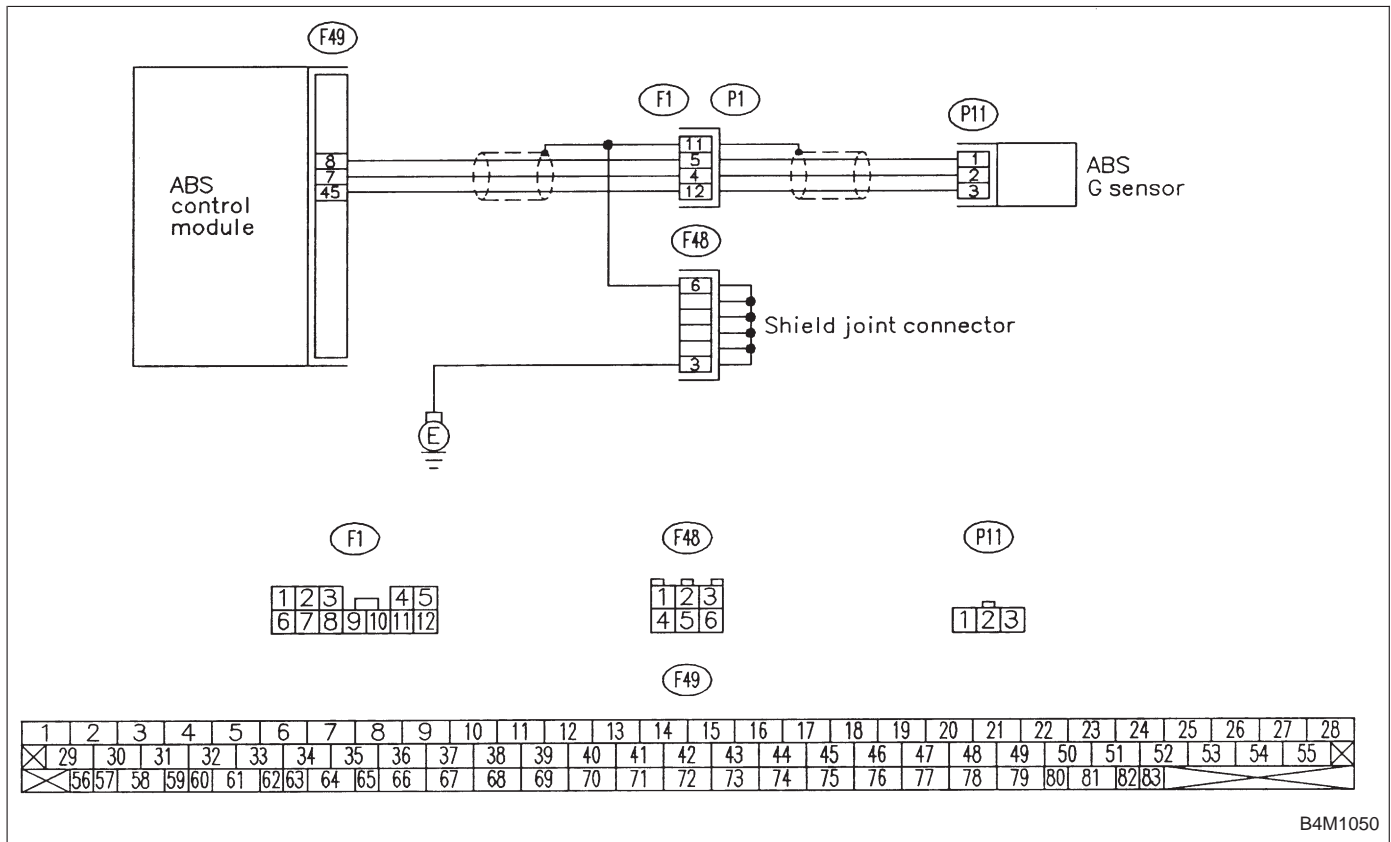 F49
F1 P1
P11
11
8 5 1
7 4 2
45 12 3
ABS
control
module
ABS
G sensor
F48
6
Shield joint connector
3
E
F1
F48
P11
1 2 3 4 5
6 7 8 9 10 11 12
1 2 3
4 5 6
1 2 3
F49
1 2 3 4 5 6 7 8 9 10 11 12 13 14 15 16 17 18 19 20 21 22 23 24 25 26 27 28
29 30 31 32 33 34 35 36 37 38 39 40 41 42 43 44 45 46 47 48 49 50 51 52 53 54 55
56 57 58 59 60 61 62 63 64 65 66 67 68 69 70 71 72 73 74 75 76 77 78 79 80 81 82 83
B4M1050